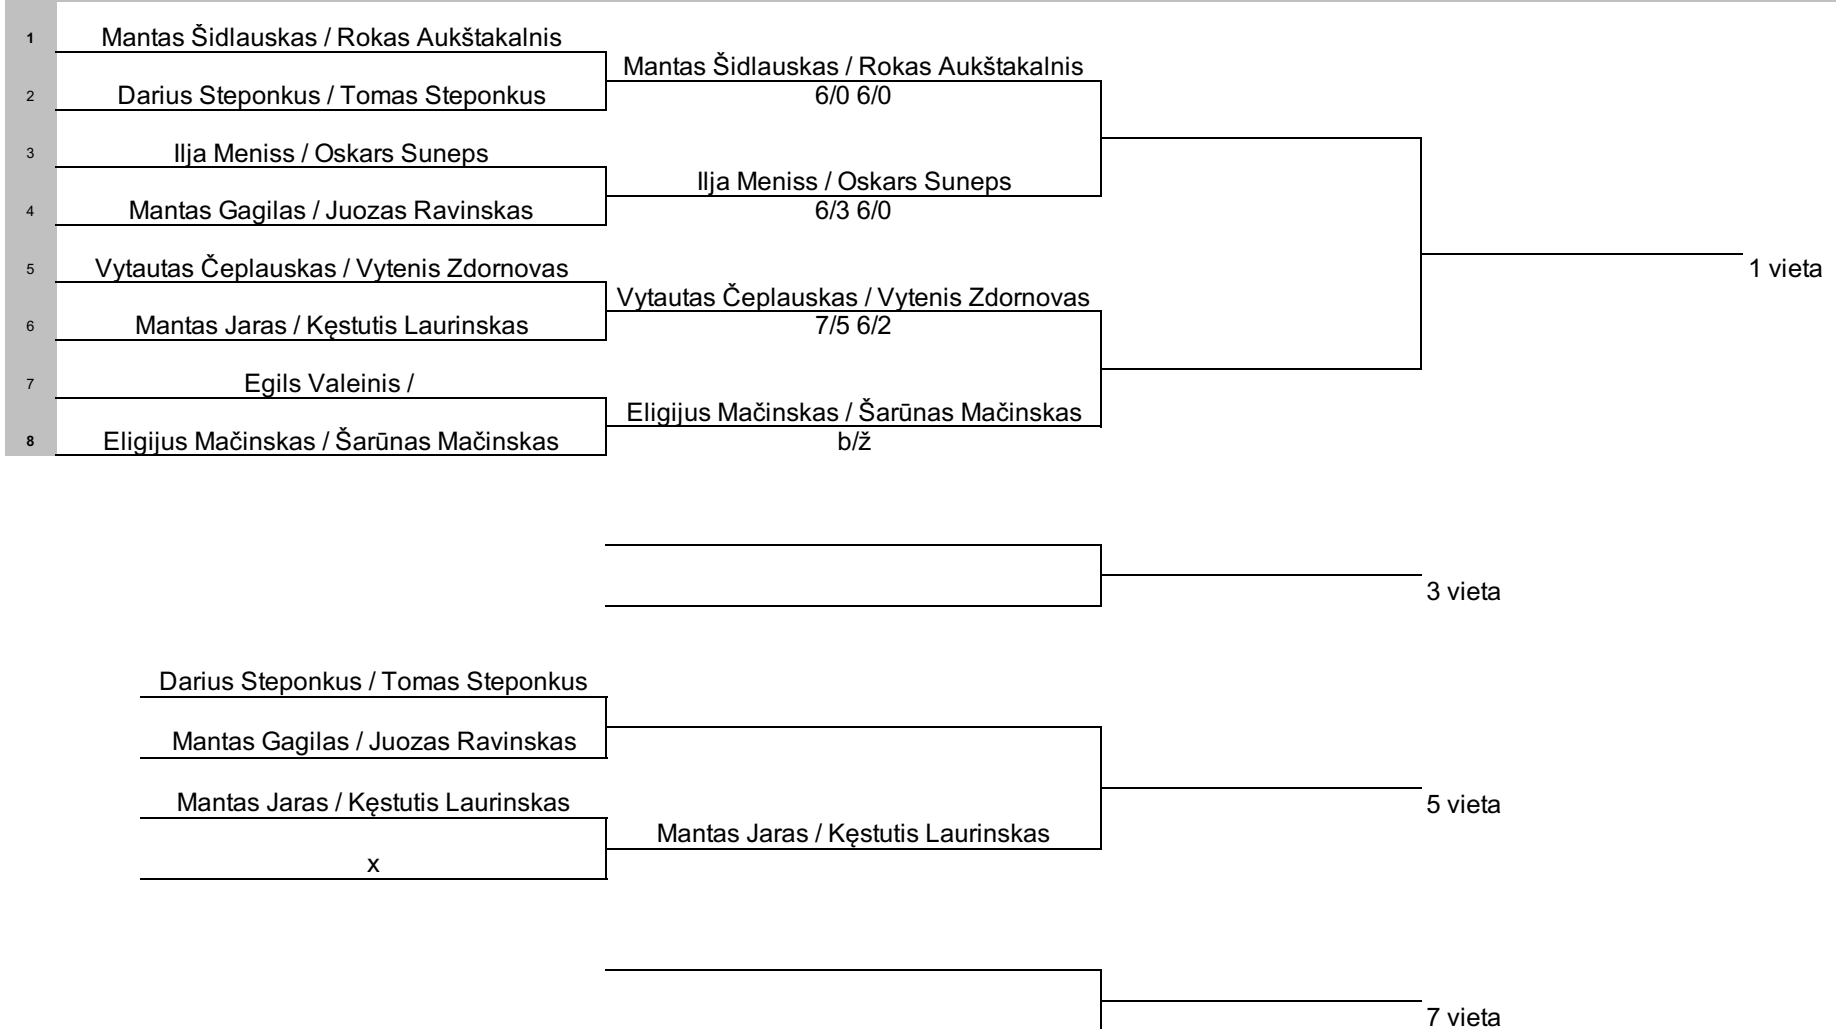 1 Mantas Šidlauskas / Rokas Aukštakalnis
Mantas Šidlauskas / Rokas Aukštakalnis
2 Darius Steponkus / Tomas Steponkus 6/0 6/0
3 Ilja Meniss / Oskars Suneps
Ilja Meniss / Oskars Suneps
4 Mantas Gagilas / Juozas Ravinskas 6/3 6/0
5 Vytautas Čeplauskas / Vytenis Zdornovas 1 vieta
Vytautas Čeplauskas / Vytenis Zdornovas
6 Mantas Jaras / Kęstutis Laurinskas 7/5 6/2
7 Egils Valeinis /
Eligijus Mačinskas / Šarūnas Mačinskas
8 Eligijus Mačinskas / Šarūnas Mačinskas b/ž
3 vieta
Darius Steponkus / Tomas Steponkus
Mantas Gagilas / Juozas Ravinskas
Mantas Jaras / Kęstutis Laurinskas 5 vieta
Mantas Jaras / Kęstutis Laurinskas
x
7 vieta